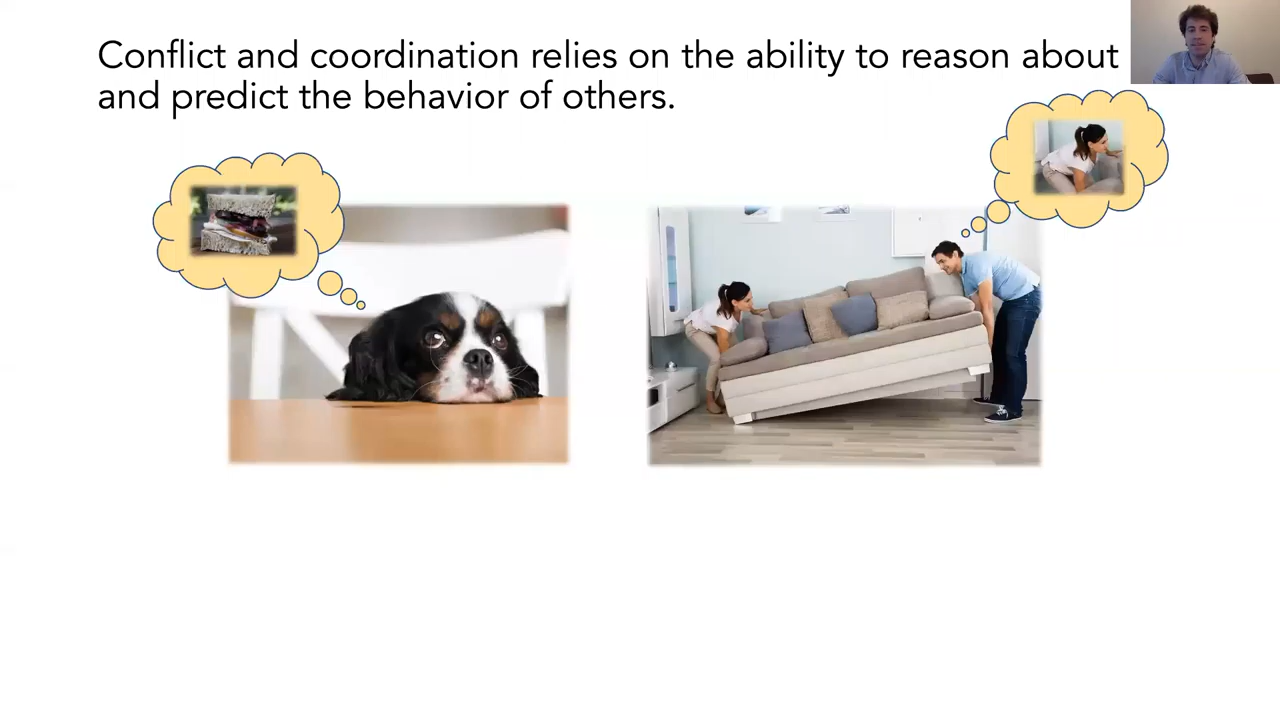 Conflict and coordination relies on the ability to reason about
and predict the behavior of others.